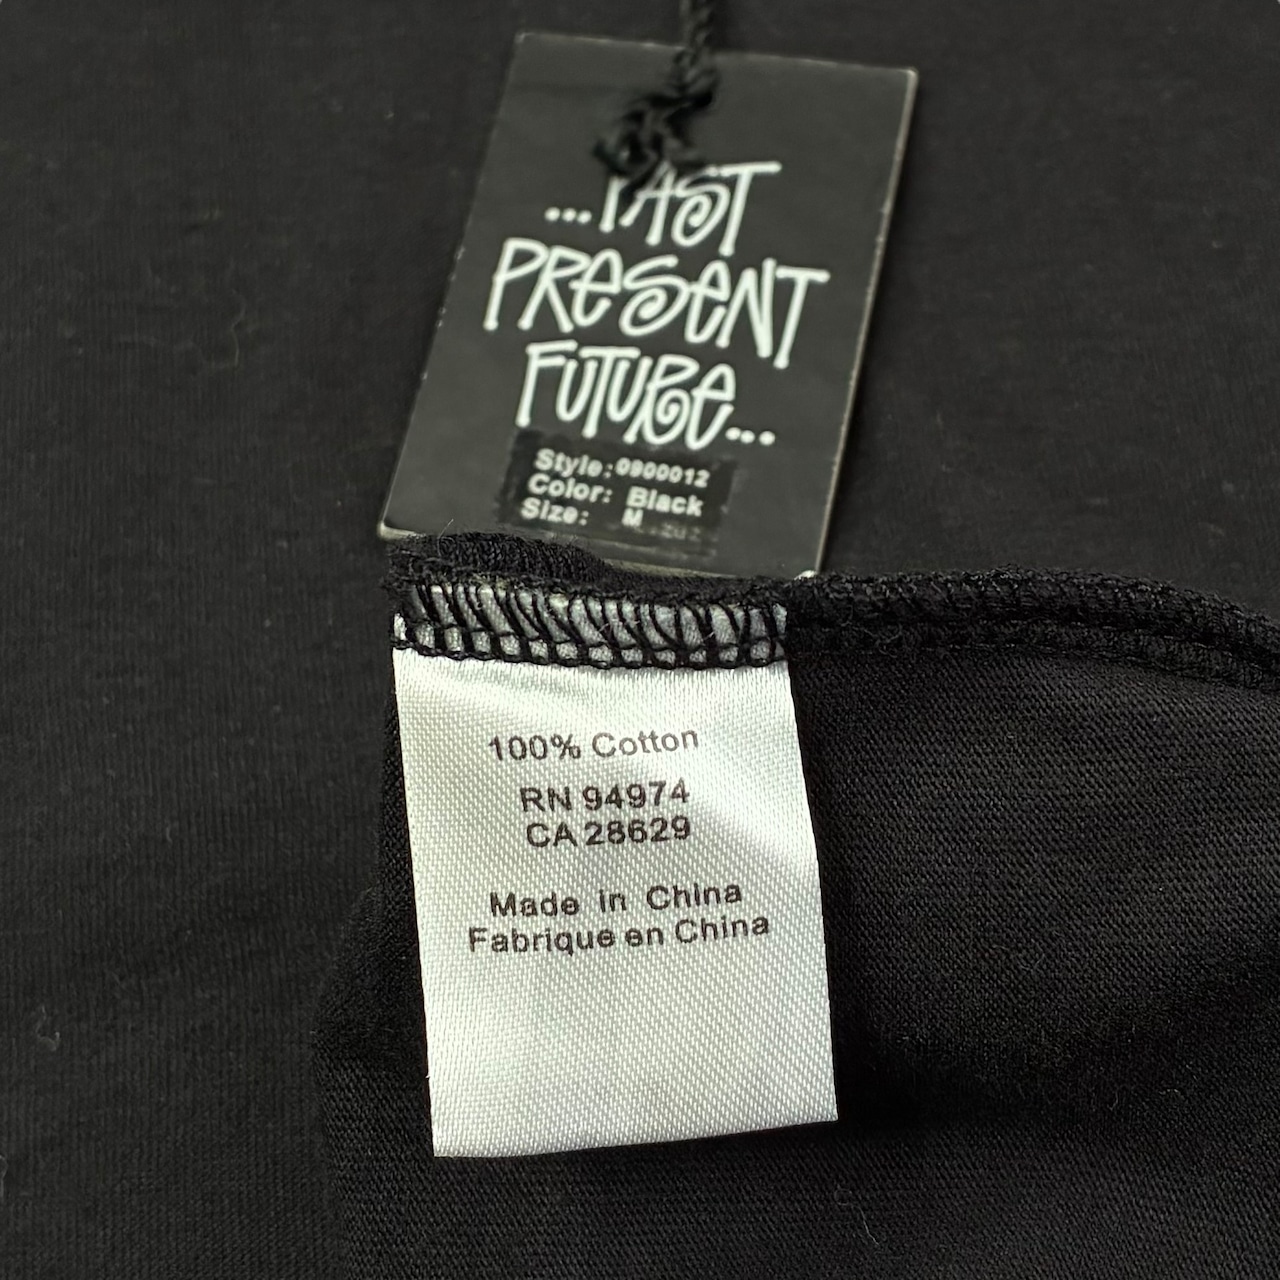 ...PAST
PRESENT
FUTURE...
Style: 0900012
Color: Black
Size: M
100% Cotton
RN 94974
CA 28629
Made in China
Fabrique en China